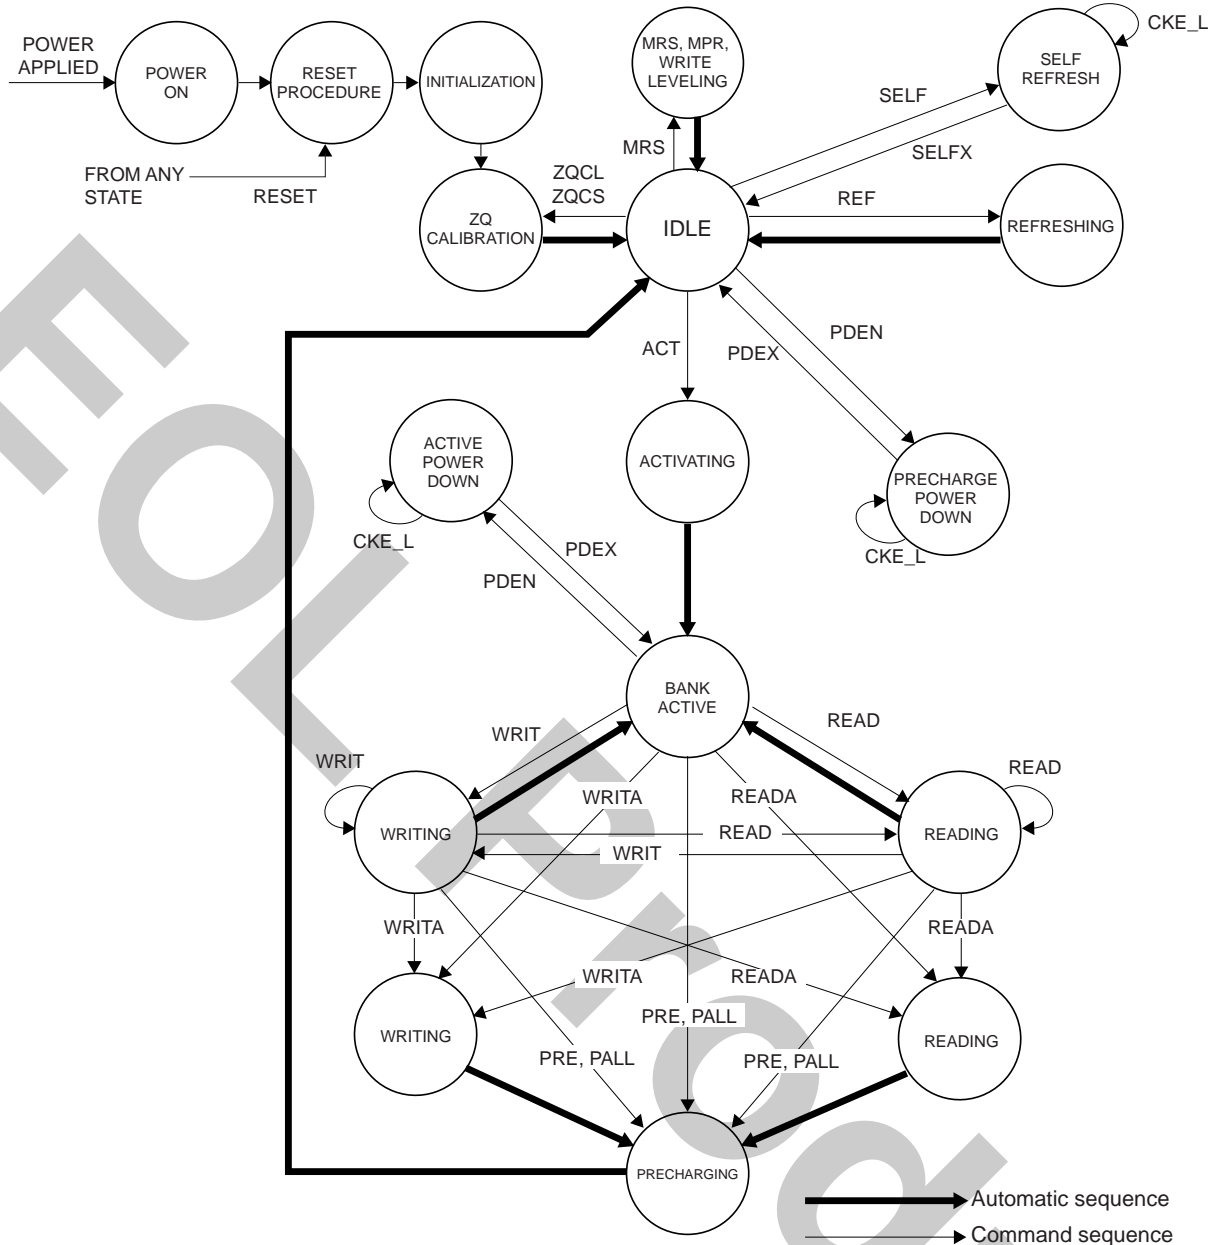 POWER
APPLIED
POWER
ON
RESET
PROCEDURE
INITIALIZATION
FROM ANY
STATE
RESET
MRS, MPR,
WRITE
LEVELING
MRS
SELF
REFRESH
CKE_L
SELF
SELFX
ZQCL
ZQCS
ZQ
CALIBRATION
IDLE
REF
REFRESHING
ACT
PDEX
PDEN
ACTIVE
POWER
DOWN
CKE_L
ACTIVATING
PRECHARGE
POWER
DOWN
CKE_L
PDEX
PDEN
BANK
ACTIVE
WRIT
READ
WRIT
READ
WRITA
READA
WRITING
READ
WRIT
READING
WRITA
READA
WRITA
READA
WRITING
PRE, PALL
READING
PRE, PALL
PRE, PALL
PRECHARGING
Automatic sequence
Command sequence
EOL Prod